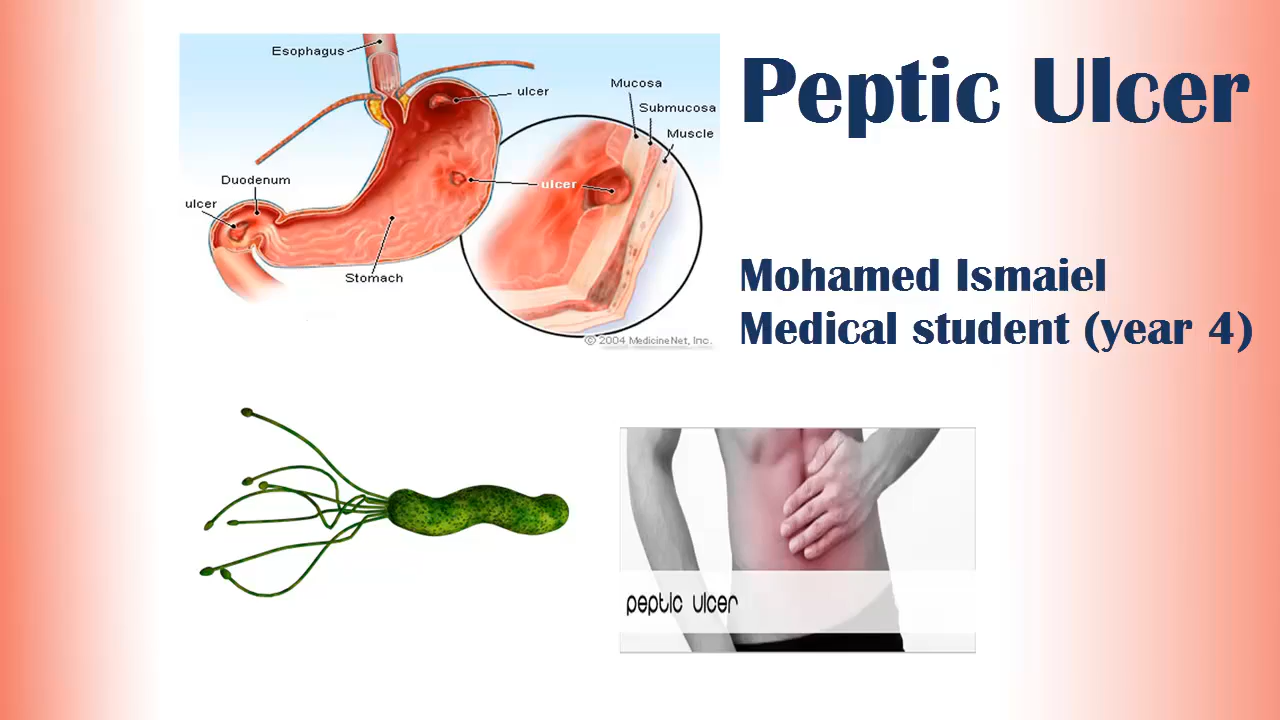 Peptic Ulcer
Mohamed Ismaiel
Medical student (year 4)
Esophagus
ulcer
Mucosa
Submucosa
Muscle
ulcer
Duodenum
ulcer
Stomach
© 2004 MedicineNet, Inc.
peptic ulcer